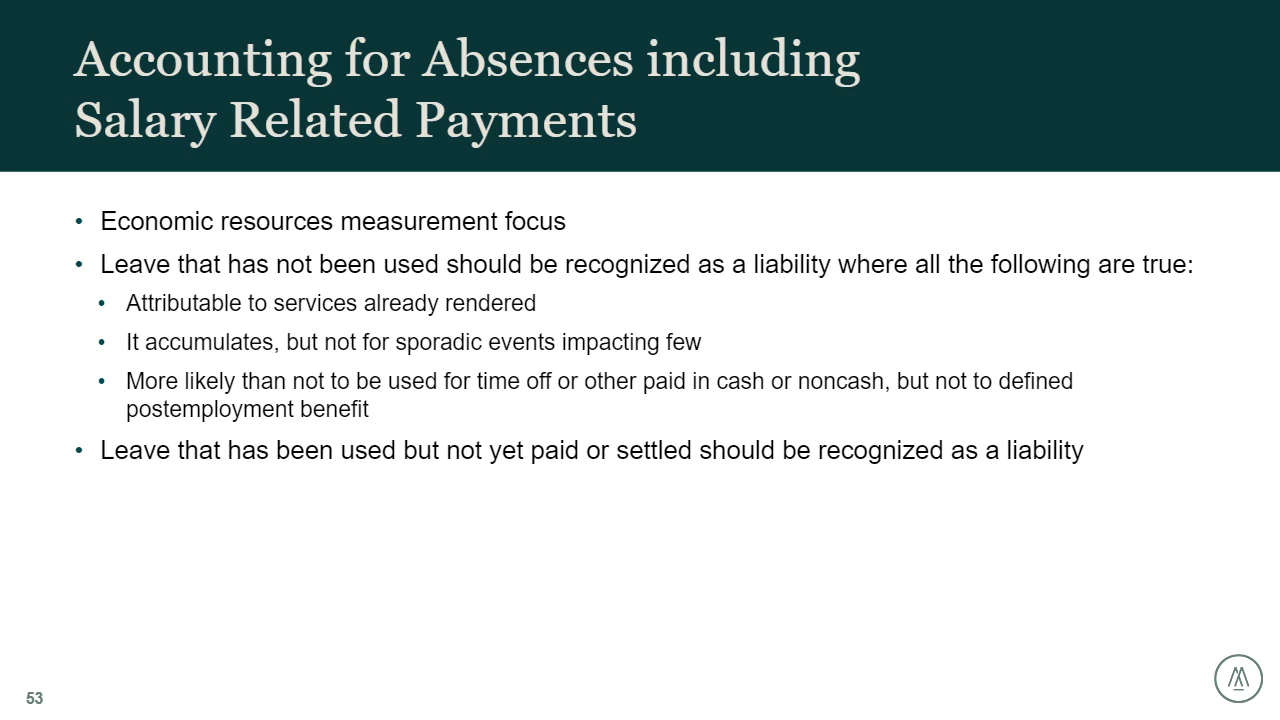 Accounting for Absences including
Salary Related Payments
• Economic resources measurement focus
• Leave that has not been used should be recognized as a liability where all the following are true:
• Attributable to services already rendered
• It accumulates, but not for sporadic events impacting few
• More likely than not to be used for time off or other paid in cash or noncash, but not to defined
postemployment benefit
• Leave that has been used but not yet paid or settled should be recognized as a liability
53